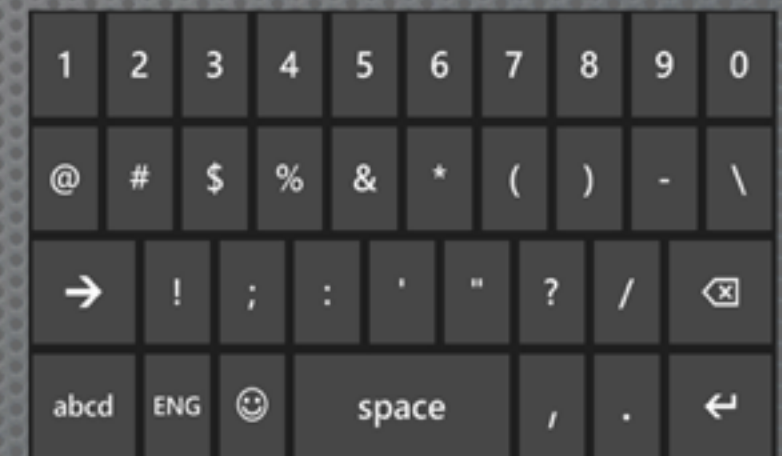 1 2 3 4 5 6 7 8 9 0
@ # $ % & * ( ) - \
→ ! ; : ' " ? / ⌫
abcd ENG ☺ space , . ↵